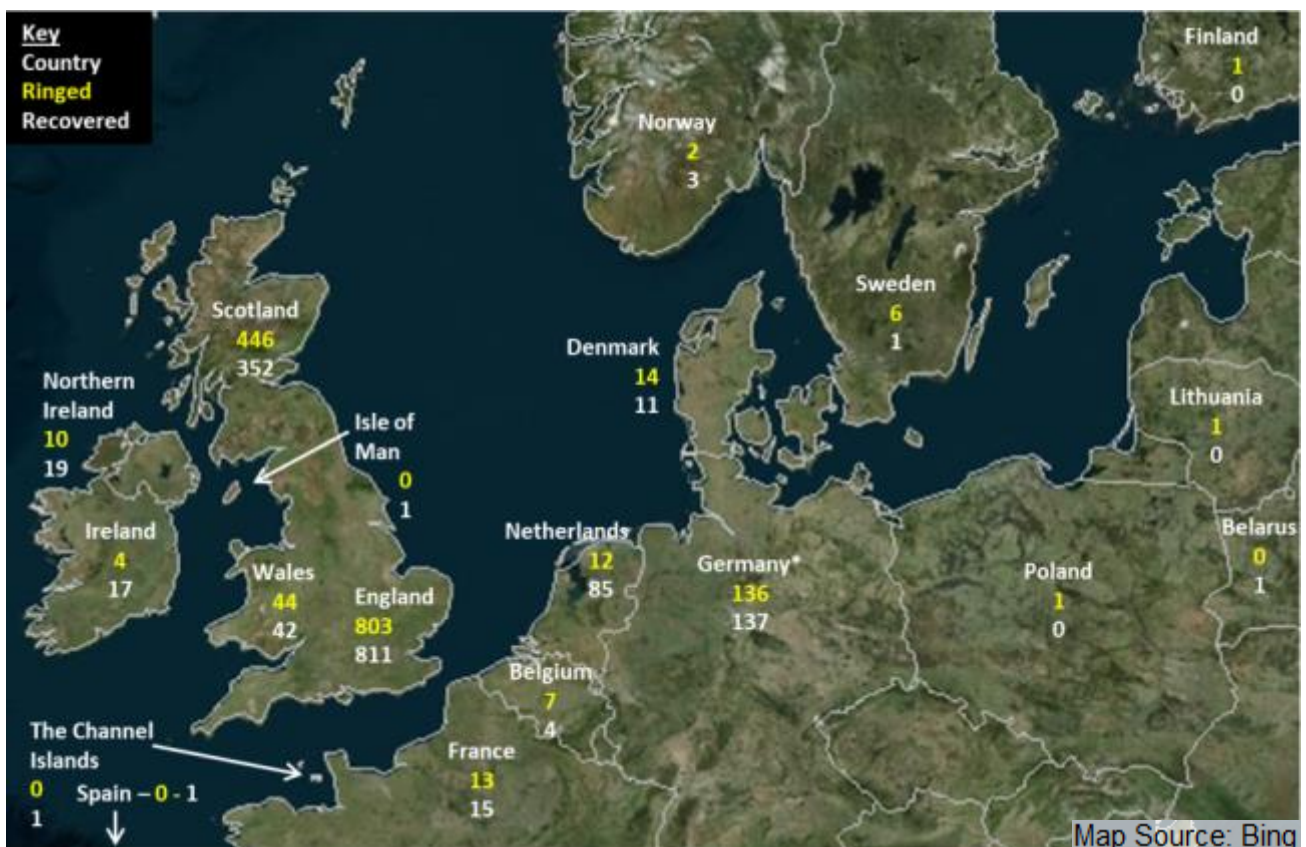 Key
Country
Ringed
Recovered
Finland
1
0
Norway
2
3
Sweden
6
1
Scotland
446
352
Denmark
14
11
Northern
Ireland
10
19
Isle of
Man
0
1
Lithuania
1
0
Ireland
4
17
Wales
44
42
England
803
811
Netherlands
12
85
Germany*
136
137
Poland
1
0
Belarus
0
1
Belgium
7
4
The Channel
Islands
0
1
Spain – 0 - 1
France
13
15
Map Source: Bing